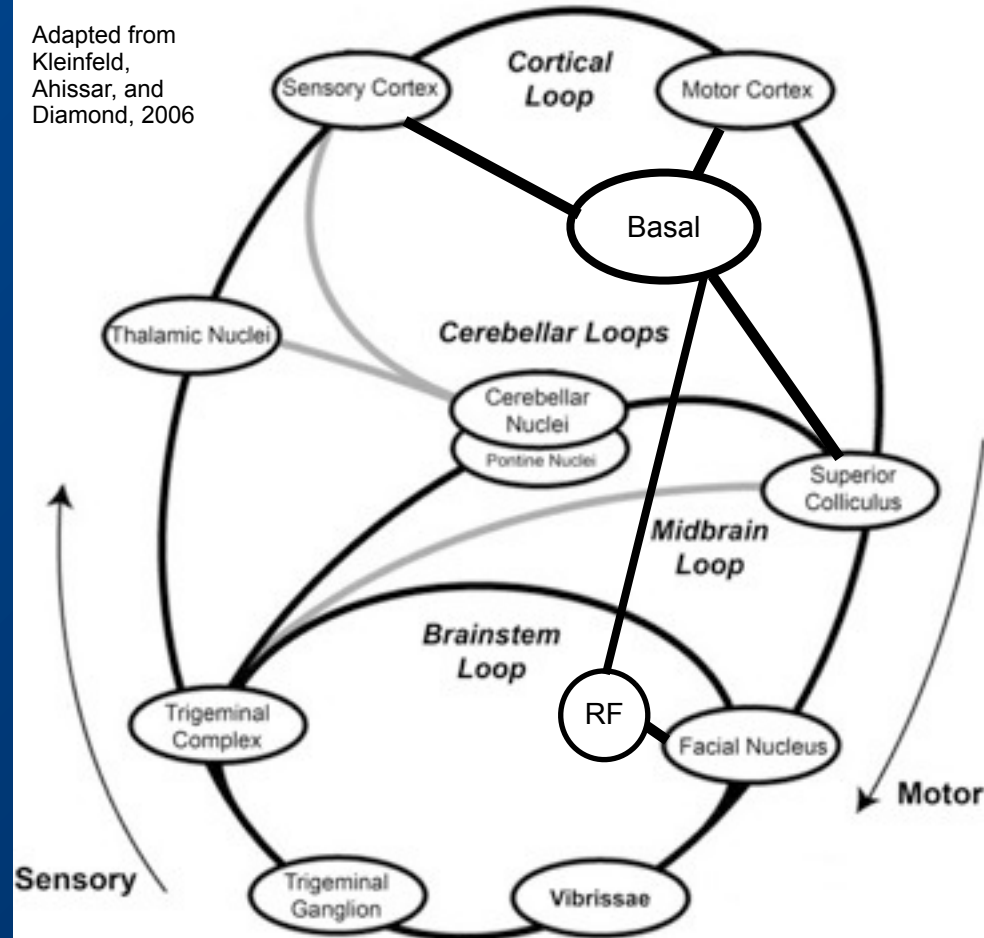 Adapted from
Kleinfeld,
Ahissar, and
Diamond, 2006
Cortical
Loop
Sensory Cortex
Motor Cortex
Basal
Thalamic Nuclei
Cerebellar Loops
Cerebellar
Nuclei
Pontine Nuclei
Superior
Colliculus
Midbrain
Loop
Brainstem
Loop
Trigeminal
Complex
RF
Facial Nucleus
Motor
Sensory
Trigeminal
Ganglion
Vibrissae